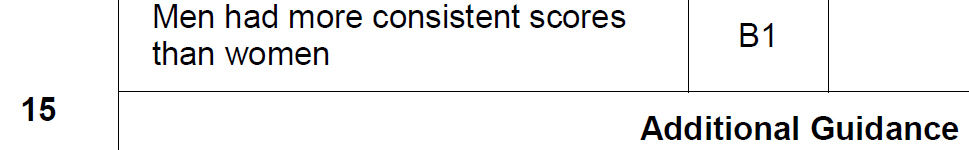 Men had more consistent scores
than women
B1
15
Additional Guidance